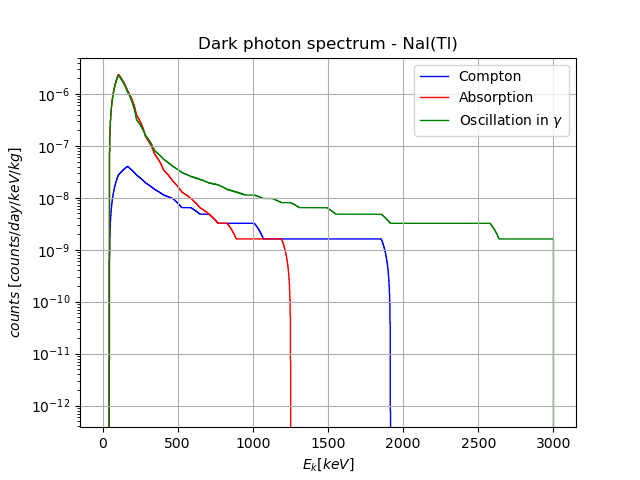 Dark photon spectrum - NaI(Tl)
Compton
Absorption
Oscillation in γ
counts [counts/day/keV/kg]
10⁻⁶
10⁻⁷
10⁻⁸
10⁻⁹
10⁻¹⁰
10⁻¹¹
10⁻¹²
0 500 1000 1500 2000 2500 3000
Eₖ[keV]